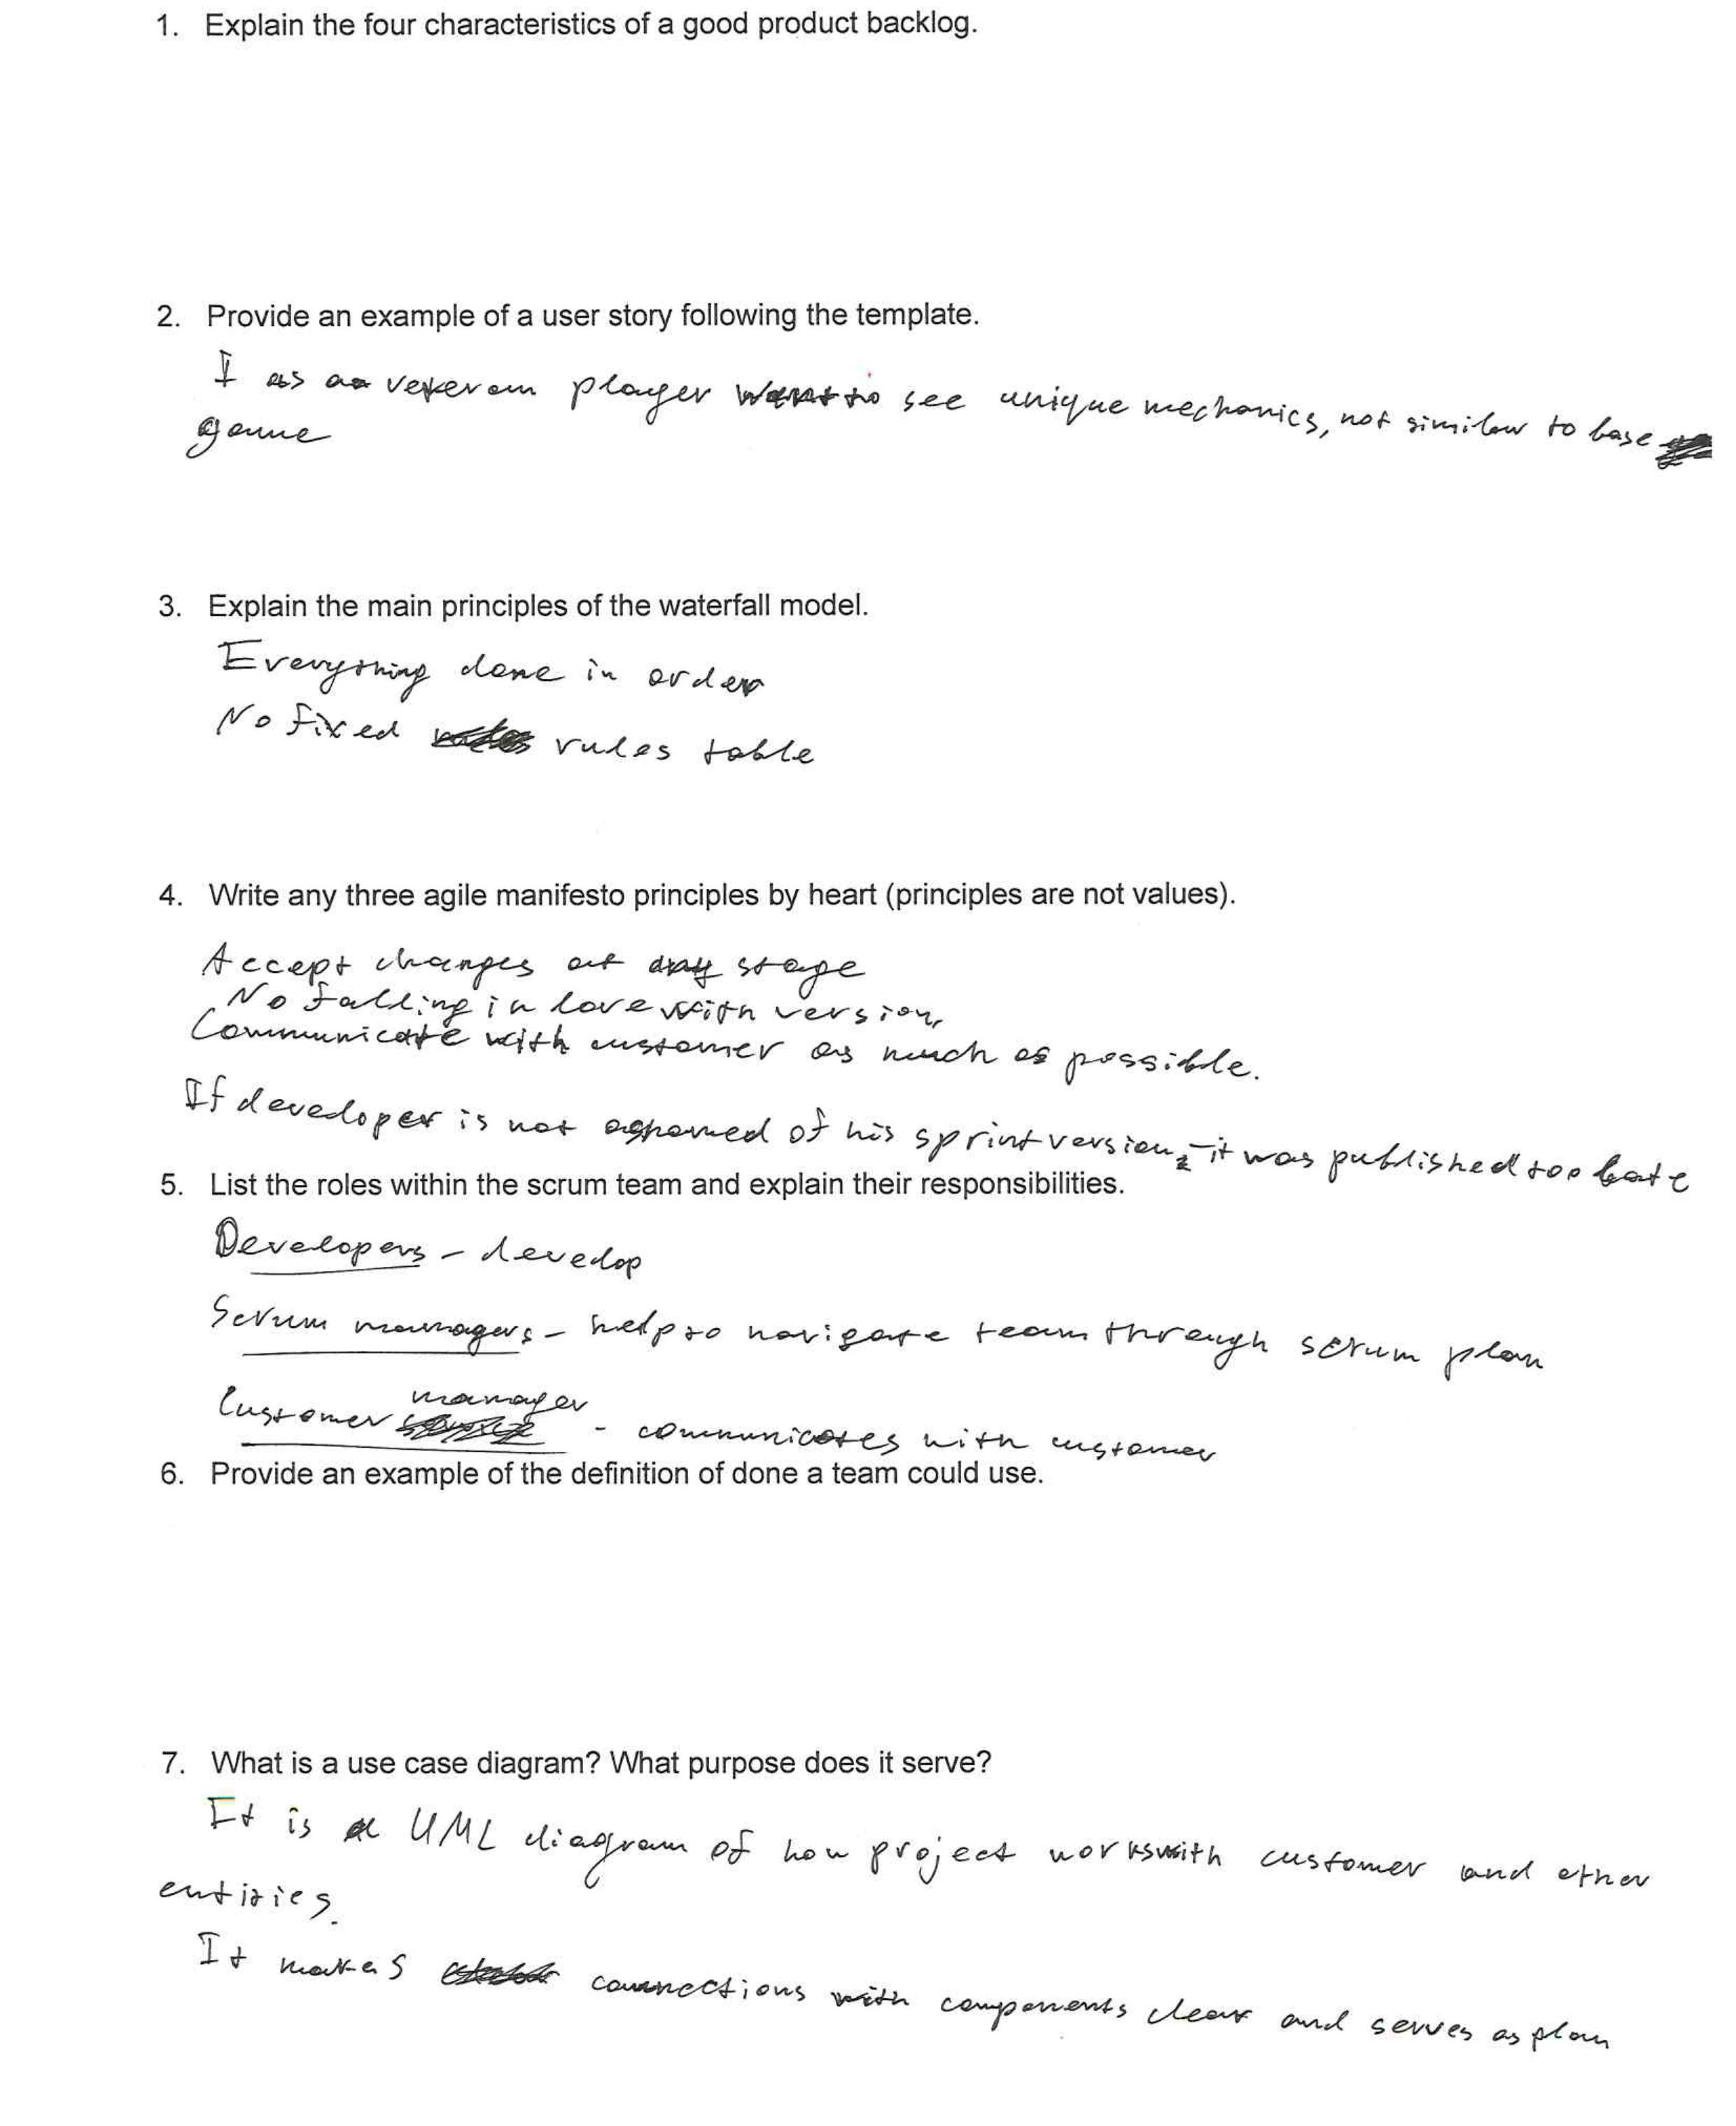 1. Explain the four characteristics of a good product backlog.
2. Provide an example of a user story following the template.
I as a veteran player want to see unique mechanics, not similar to base
game
3. Explain the main principles of the waterfall model.
Everything done in order
No fixed rules table
4. Write any three agile manifesto principles by heart (principles are not values).
Accept changes at any stage
No falling in love with version,
Communicate with customer as much as possible.
If developer is not ashamed of his sprint version, - it was published too late
5. List the roles within the scrum team and explain their responsibilities.
Developers - develop
Scrum managers - help to navigate team through scrum plan
Customer manager - communicates with customer
6. Provide an example of the definition of done a team could use.
7. What is a use case diagram? What purpose does it serve?
It is a UML diagram of how project works with customer and other
entities.
It makes connections with components clear and serves as plan